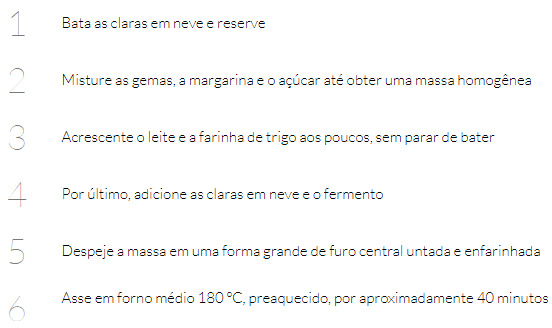 1 Bata as claras em neve e reserve
2 Misture as gemas, a margarina e o açúcar até obter uma massa homogênea
3 Acrescente o leite e a farinha de trigo aos poucos, sem parar de bater
4 Por último, adicione as claras em neve e o fermento
5 Despeje a massa em uma forma grande de furo central untada e enfarinhada
6 Asse em forno médio 180 °C, preaquecido, por aproximadamente 40 minutos